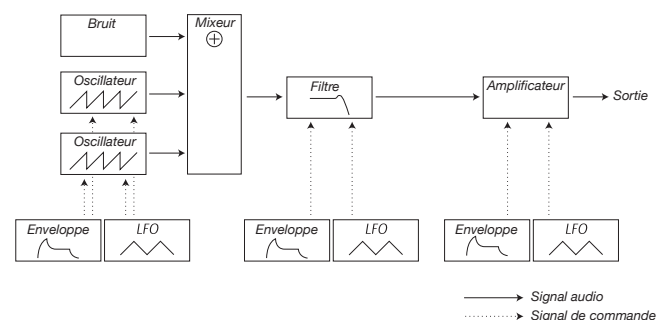 Bruit
Mixeur
Oscillateur
Filtre
Amplificateur
Sortie
Oscillateur
Enveloppe
LFO
Enveloppe
LFO
Enveloppe
LFO
Signal audio
Signal de commande